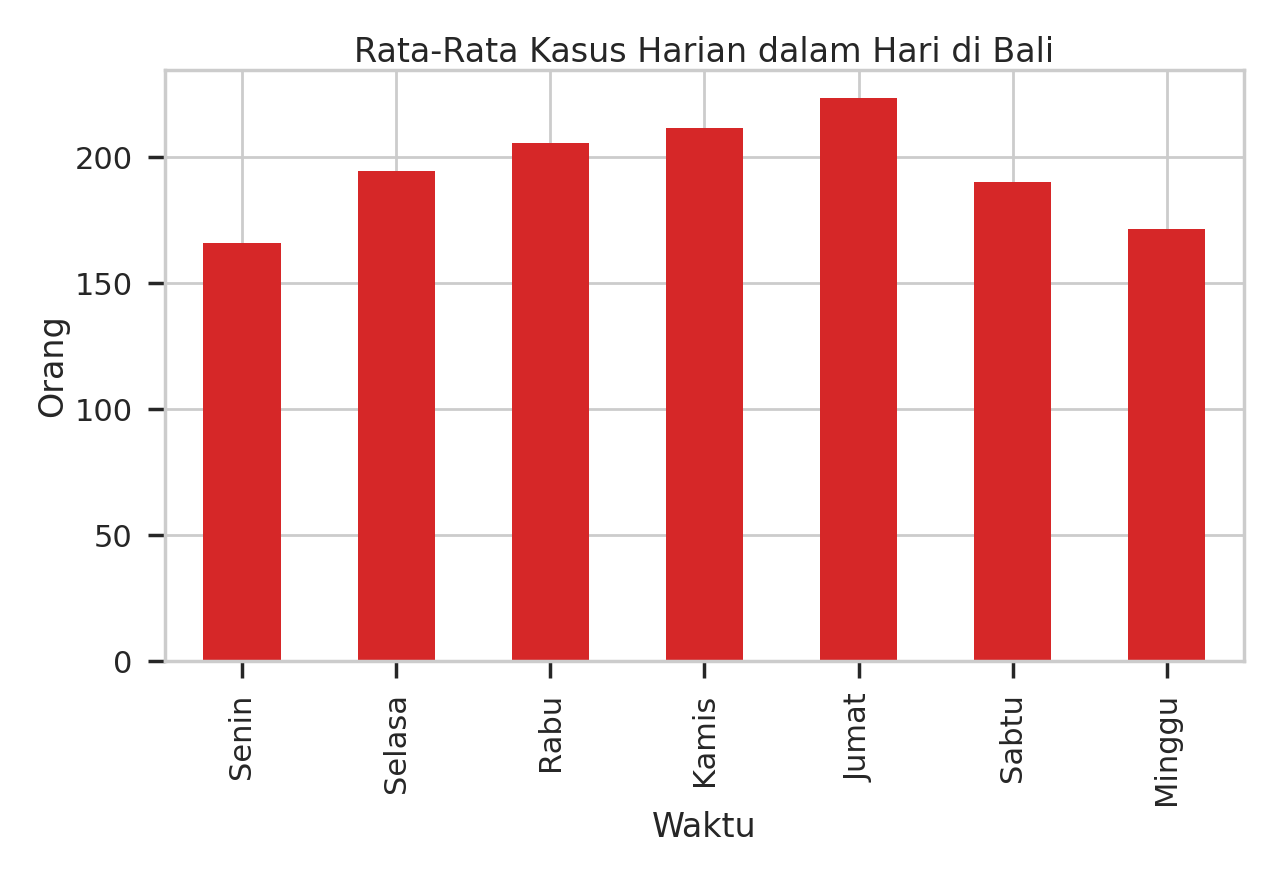 Rata-Rata Kasus Harian dalam Hari di Bali
200
150
100
50
0
Orang
Senin
Selasa
Rabu
Kamis
Jumat
Sabtu
Minggu
Waktu